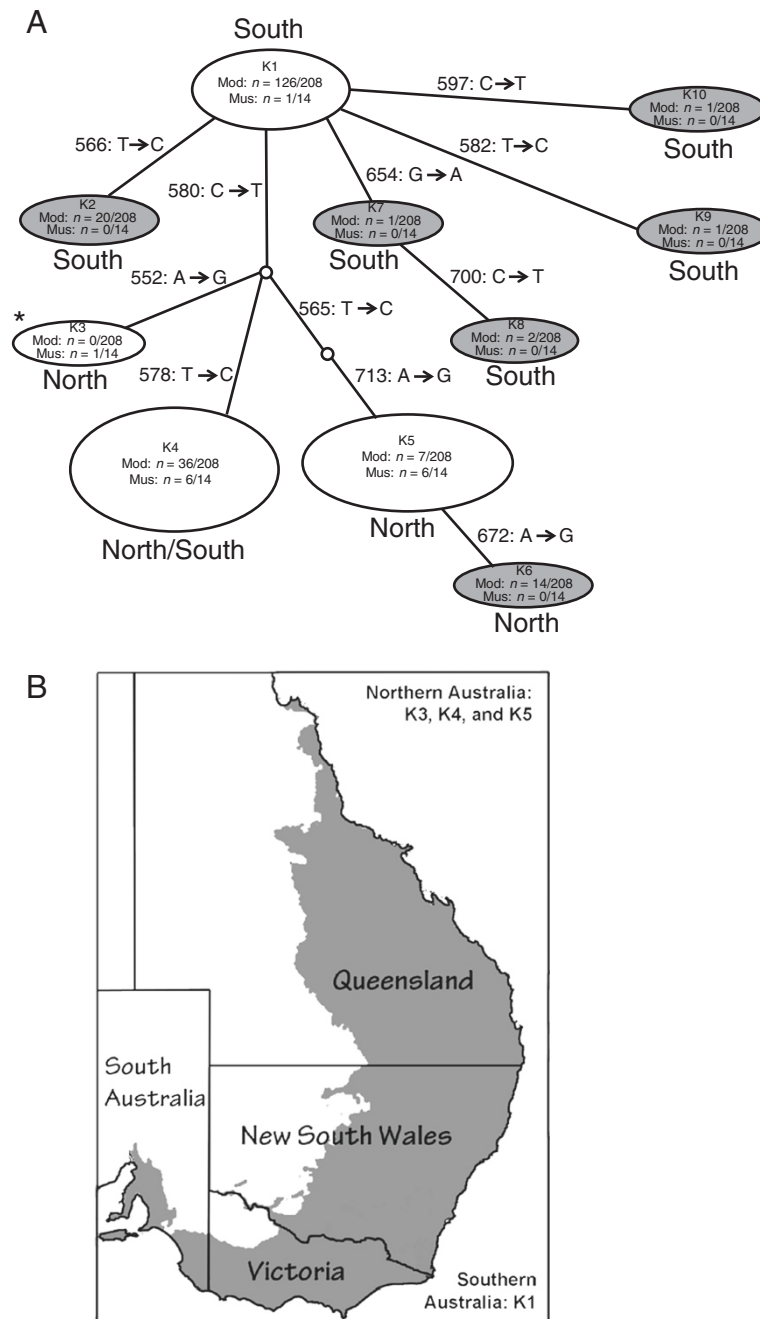 A
South
K1
Mod: n = 126/208
Mus: n = 1/14
597: C→T
K10
Mod: n = 1/208
Mus: n = 0/14
South
566: T→C
580: C→T
654: G→A
582: T→C
K2
Mod: n = 20/208
Mus: n = 0/14
South
K7
Mod: n = 1/208
Mus: n = 0/14
South
K9
Mod: n = 1/208
Mus: n = 0/14
South
552: A→G
565: T→C
700: C→T
*
K3
Mod: n = 0/208
Mus: n = 1/14
North
K8
Mod: n = 2/208
Mus: n = 0/14
South
578: T→C
713: A→G
K4
Mod: n = 36/208
Mus: n = 6/14
North/South
K5
Mod: n = 7/208
Mus: n = 6/14
North
672: A→G
K6
Mod: n = 14/208
Mus: n = 0/14
North
B
Northern Australia:
K3, K4, and K5
Queensland
South
Australia
New South Wales
Victoria
Southern
Australia: K1